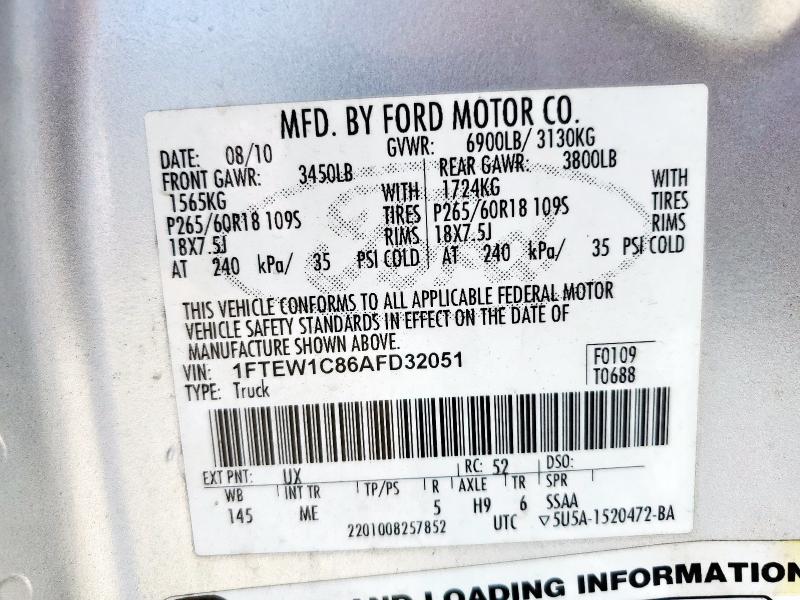 MFD. BY FORD MOTOR CO.
DATE: 08/10 GVWR: 6900LB/ 3130KG
FRONT GAWR: 3450LB REAR GAWR: 3800LB
1565KG WITH 1724KG WITH
P265/60R18 109S TIRES P265/60R18 109S TIRES
18X7.5J RIMS 18X7.5J RIMS
AT 240 kPa/ 35 PSI COLD AT 240 kPa/ 35 PSI COLD
THIS VEHICLE CONFORMS TO ALL APPLICABLE FEDERAL MOTOR
VEHICLE SAFETY STANDARDS IN EFFECT ON THE DATE OF
MANUFACTURE SHOWN ABOVE.
VIN: 1FTEW1C86AFD32051 F0109
TYPE: Truck T0688
EXT PNT: UX RC: 52 DSO:
WB INT TR TP/PS R AXLE TR SPR
145 ME 5 H9 6 SSAA
2201008257852 UTC ▽5U5A-1520472-BA
AND LOADING INFORMATION